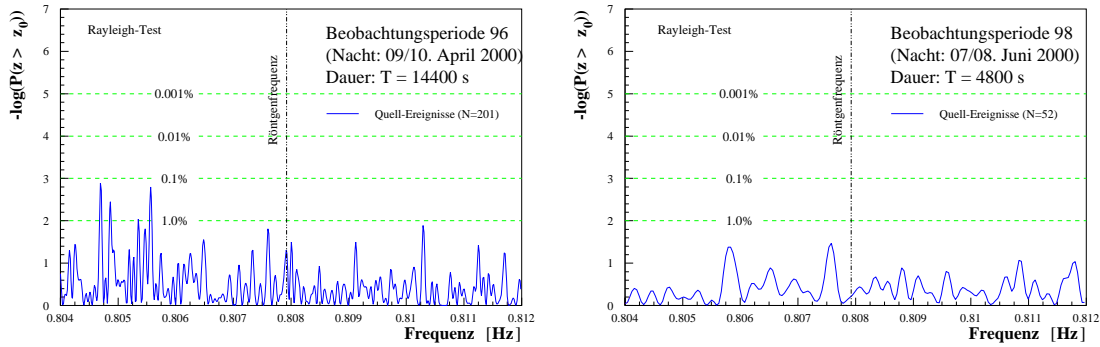 -log(P(z > z0))
7
6
5
4
3
2
1
0
Rayleigh-Test
Beobachtungsperiode 96
(Nacht: 09/10. April 2000)
Dauer: T = 14400 s
Röntgenfrequenz
0.001%
Quell-Ereignisse (N=201)
0.01%
0.1%
1.0%
0.804 0.805 0.806 0.807 0.808 0.809 0.81 0.811 0.812
Frequenz [Hz]
-log(P(z > z0))
7
6
5
4
3
2
1
0
Rayleigh-Test
Beobachtungsperiode 98
(Nacht: 07/08. Juni 2000)
Dauer: T = 4800 s
Röntgenfrequenz
0.001%
Quell-Ereignisse (N=52)
0.01%
0.1%
1.0%
0.804 0.805 0.806 0.807 0.808 0.809 0.81 0.811 0.812
Frequenz [Hz]